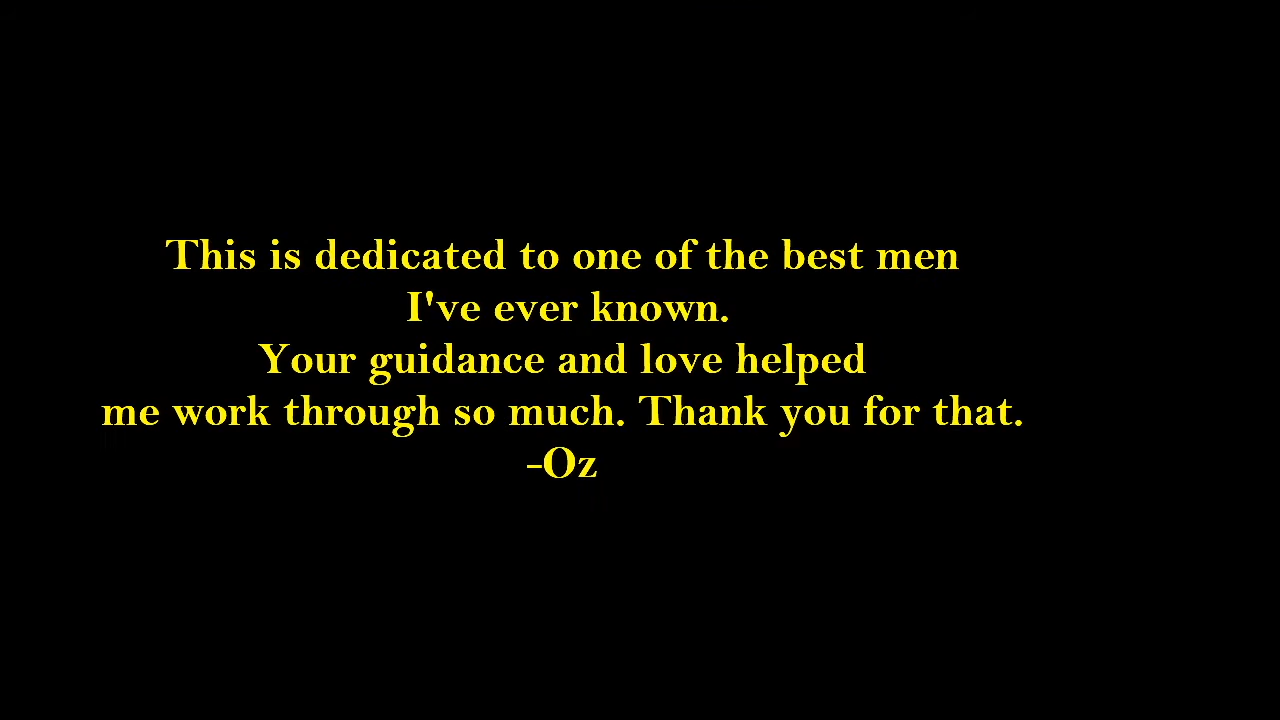 This is dedicated to one of the best men
I've ever known.
Your guidance and love helped
me work through so much. Thank you for that.
-Oz